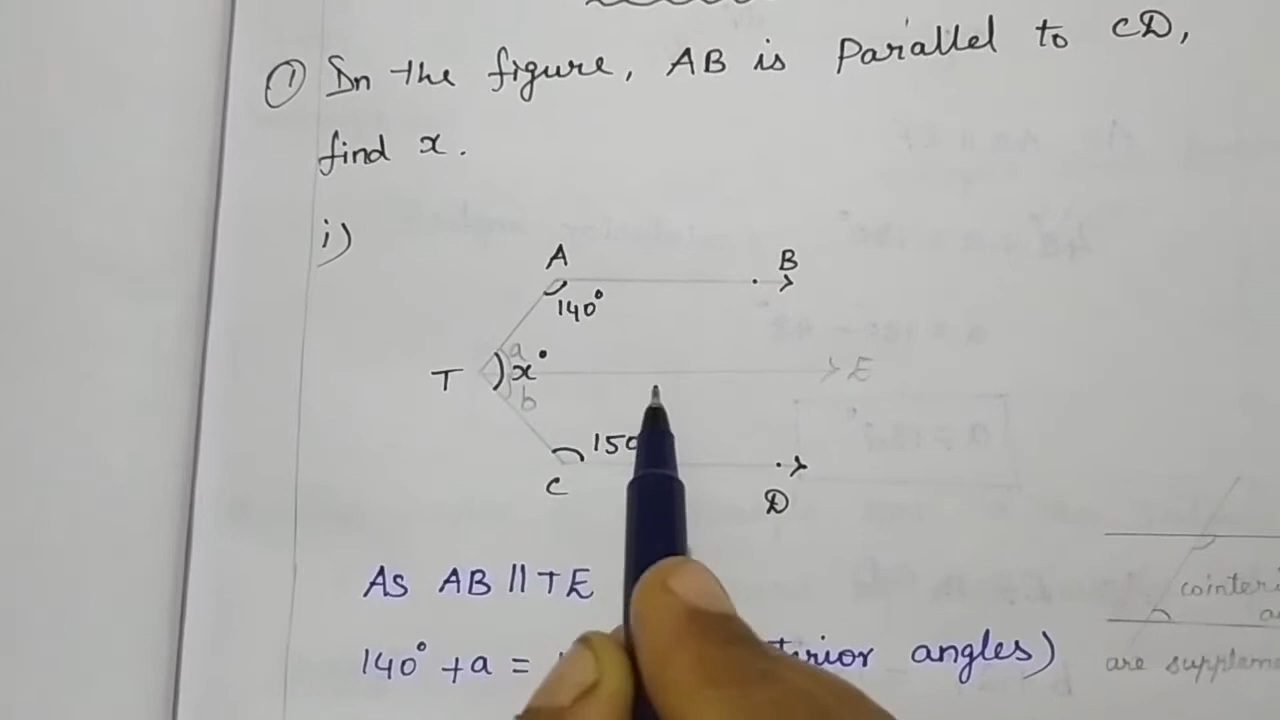 ① In the figure, AB is Parallel to CD,
find x.
i)
A B
140°
a
T x° E
b
150
C D
As AB || TE
140° + a = angles)
cointeri
are supplem